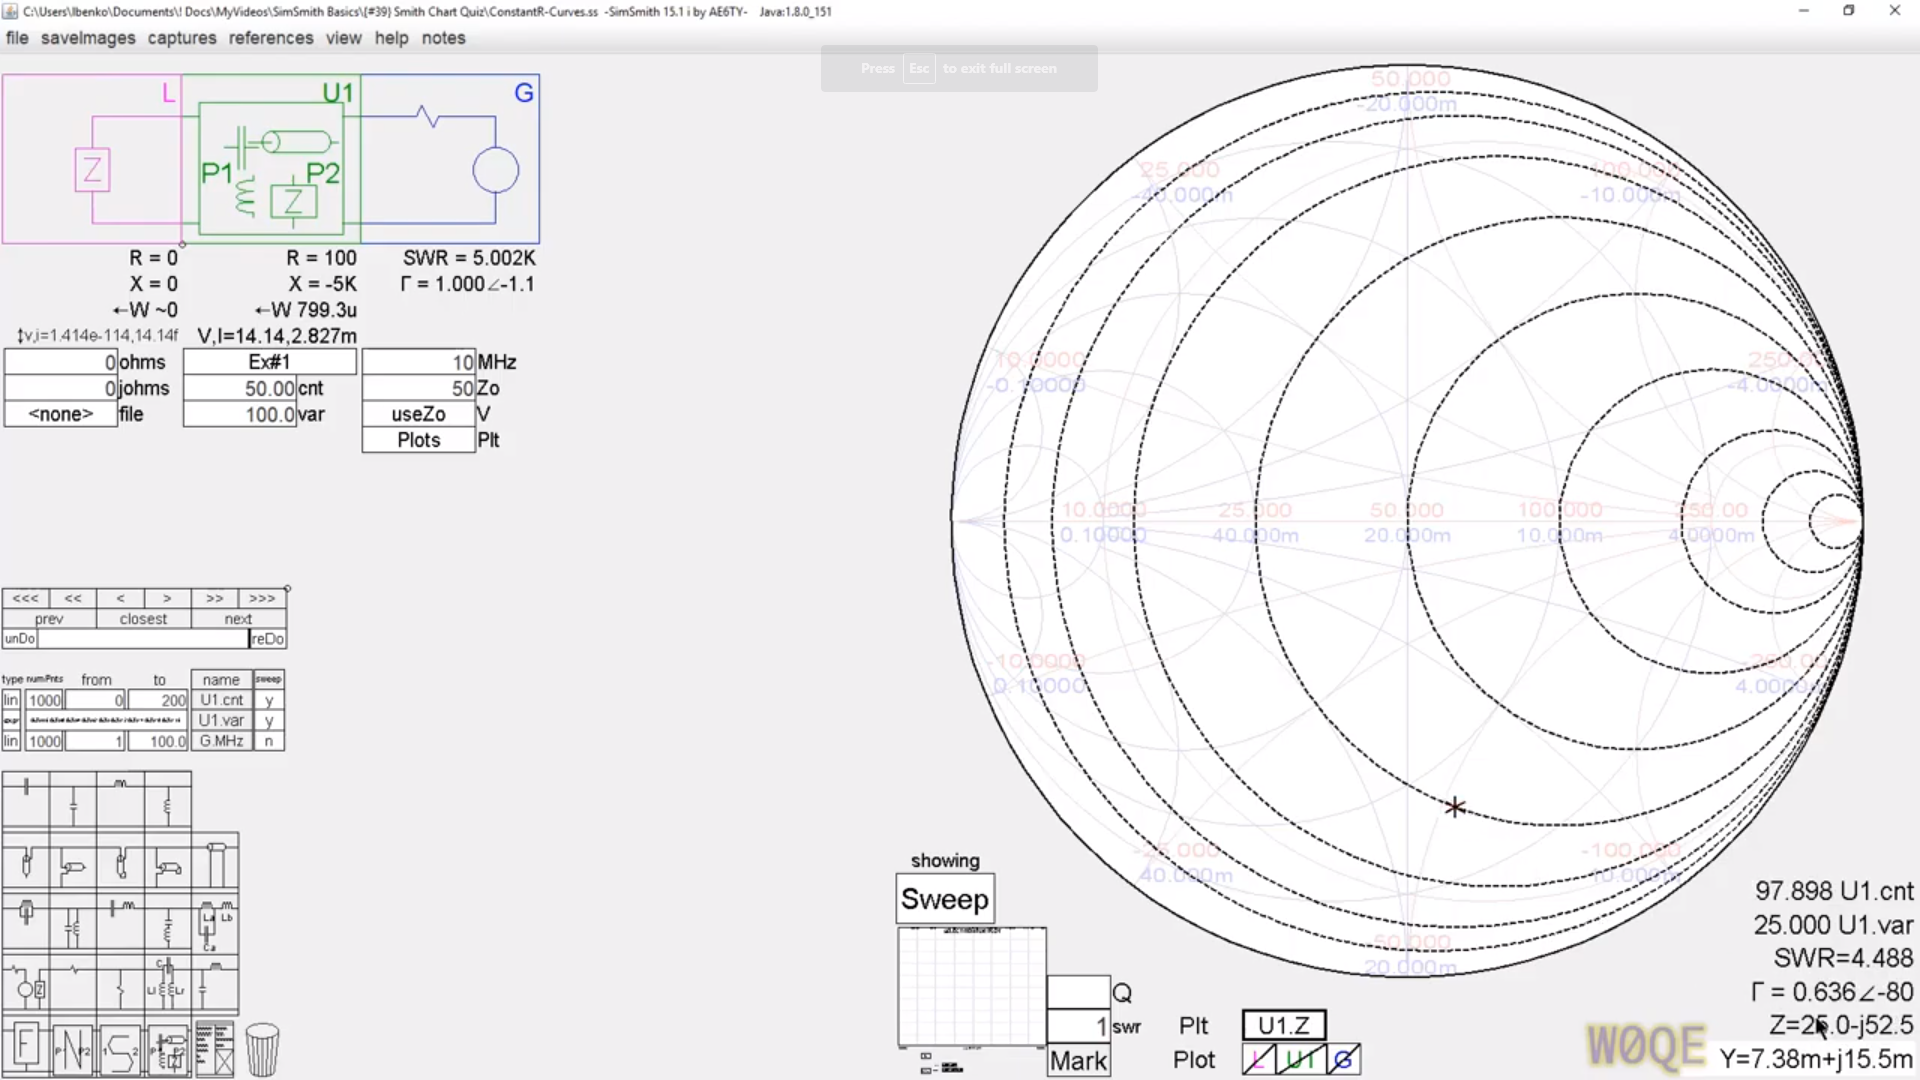 C:\Users\lbenko\Documents\! Docs\MyVideos\SimSmith Basics\{#39} Smith Chart Quiz\ConstantR-Curves.ss -SimSmith 15.1 i by AE6TY- Java:1.8.0_151
file saveImages captures references view help notes
Press Esc to exit full screen
L U1 G
Z P1 P2 Z
R = 0 R = 100 SWR = 5.002K
X = 0 X = -5K Γ = 1.000∠-1.1
←W ~0 ←W 799.3u
↕v,i=1.414e-114,14.14f V,I=14.14,2.827m
0 ohms Ex#1 10 MHz
0 johms 50.00 cnt 50 Zo
<none> file 100.0 var useZo V
Plots Plt
<<< << < > >> >>>
prev closest next
unDo reDo
type numPnts from to name sweep
lin 1000 0 200 U1.cnt y
expr U1.var y
lin 1000 1 100.0 G.MHz n
La Lb
Ca
C
Li Lr
Z
F P1 N P2 1 S 2
50.000
-20.000m
25.000 100.000
-40.000m -10.000m
10.0000 250.00
-0.10000 -4.0000m
10.0000 25.000 50.000 100.000 250.00
0.10000 40.000m 20.000m 10.000m 4.0000m
-10.0000 -250.00
0.10000 4.0000m
-25.000 -100.000
40.000m 10.000m
-50.000
20.000m
showing
Sweep
Q
1 swr
Mark
Plt U1.Z
Plot L U1 G
97.898 U1.cnt
25.000 U1.var
SWR=4.488
Γ = 0.636∠-80
Z=25.0-j52.5
Y=7.38m+j15.5m
W0QE